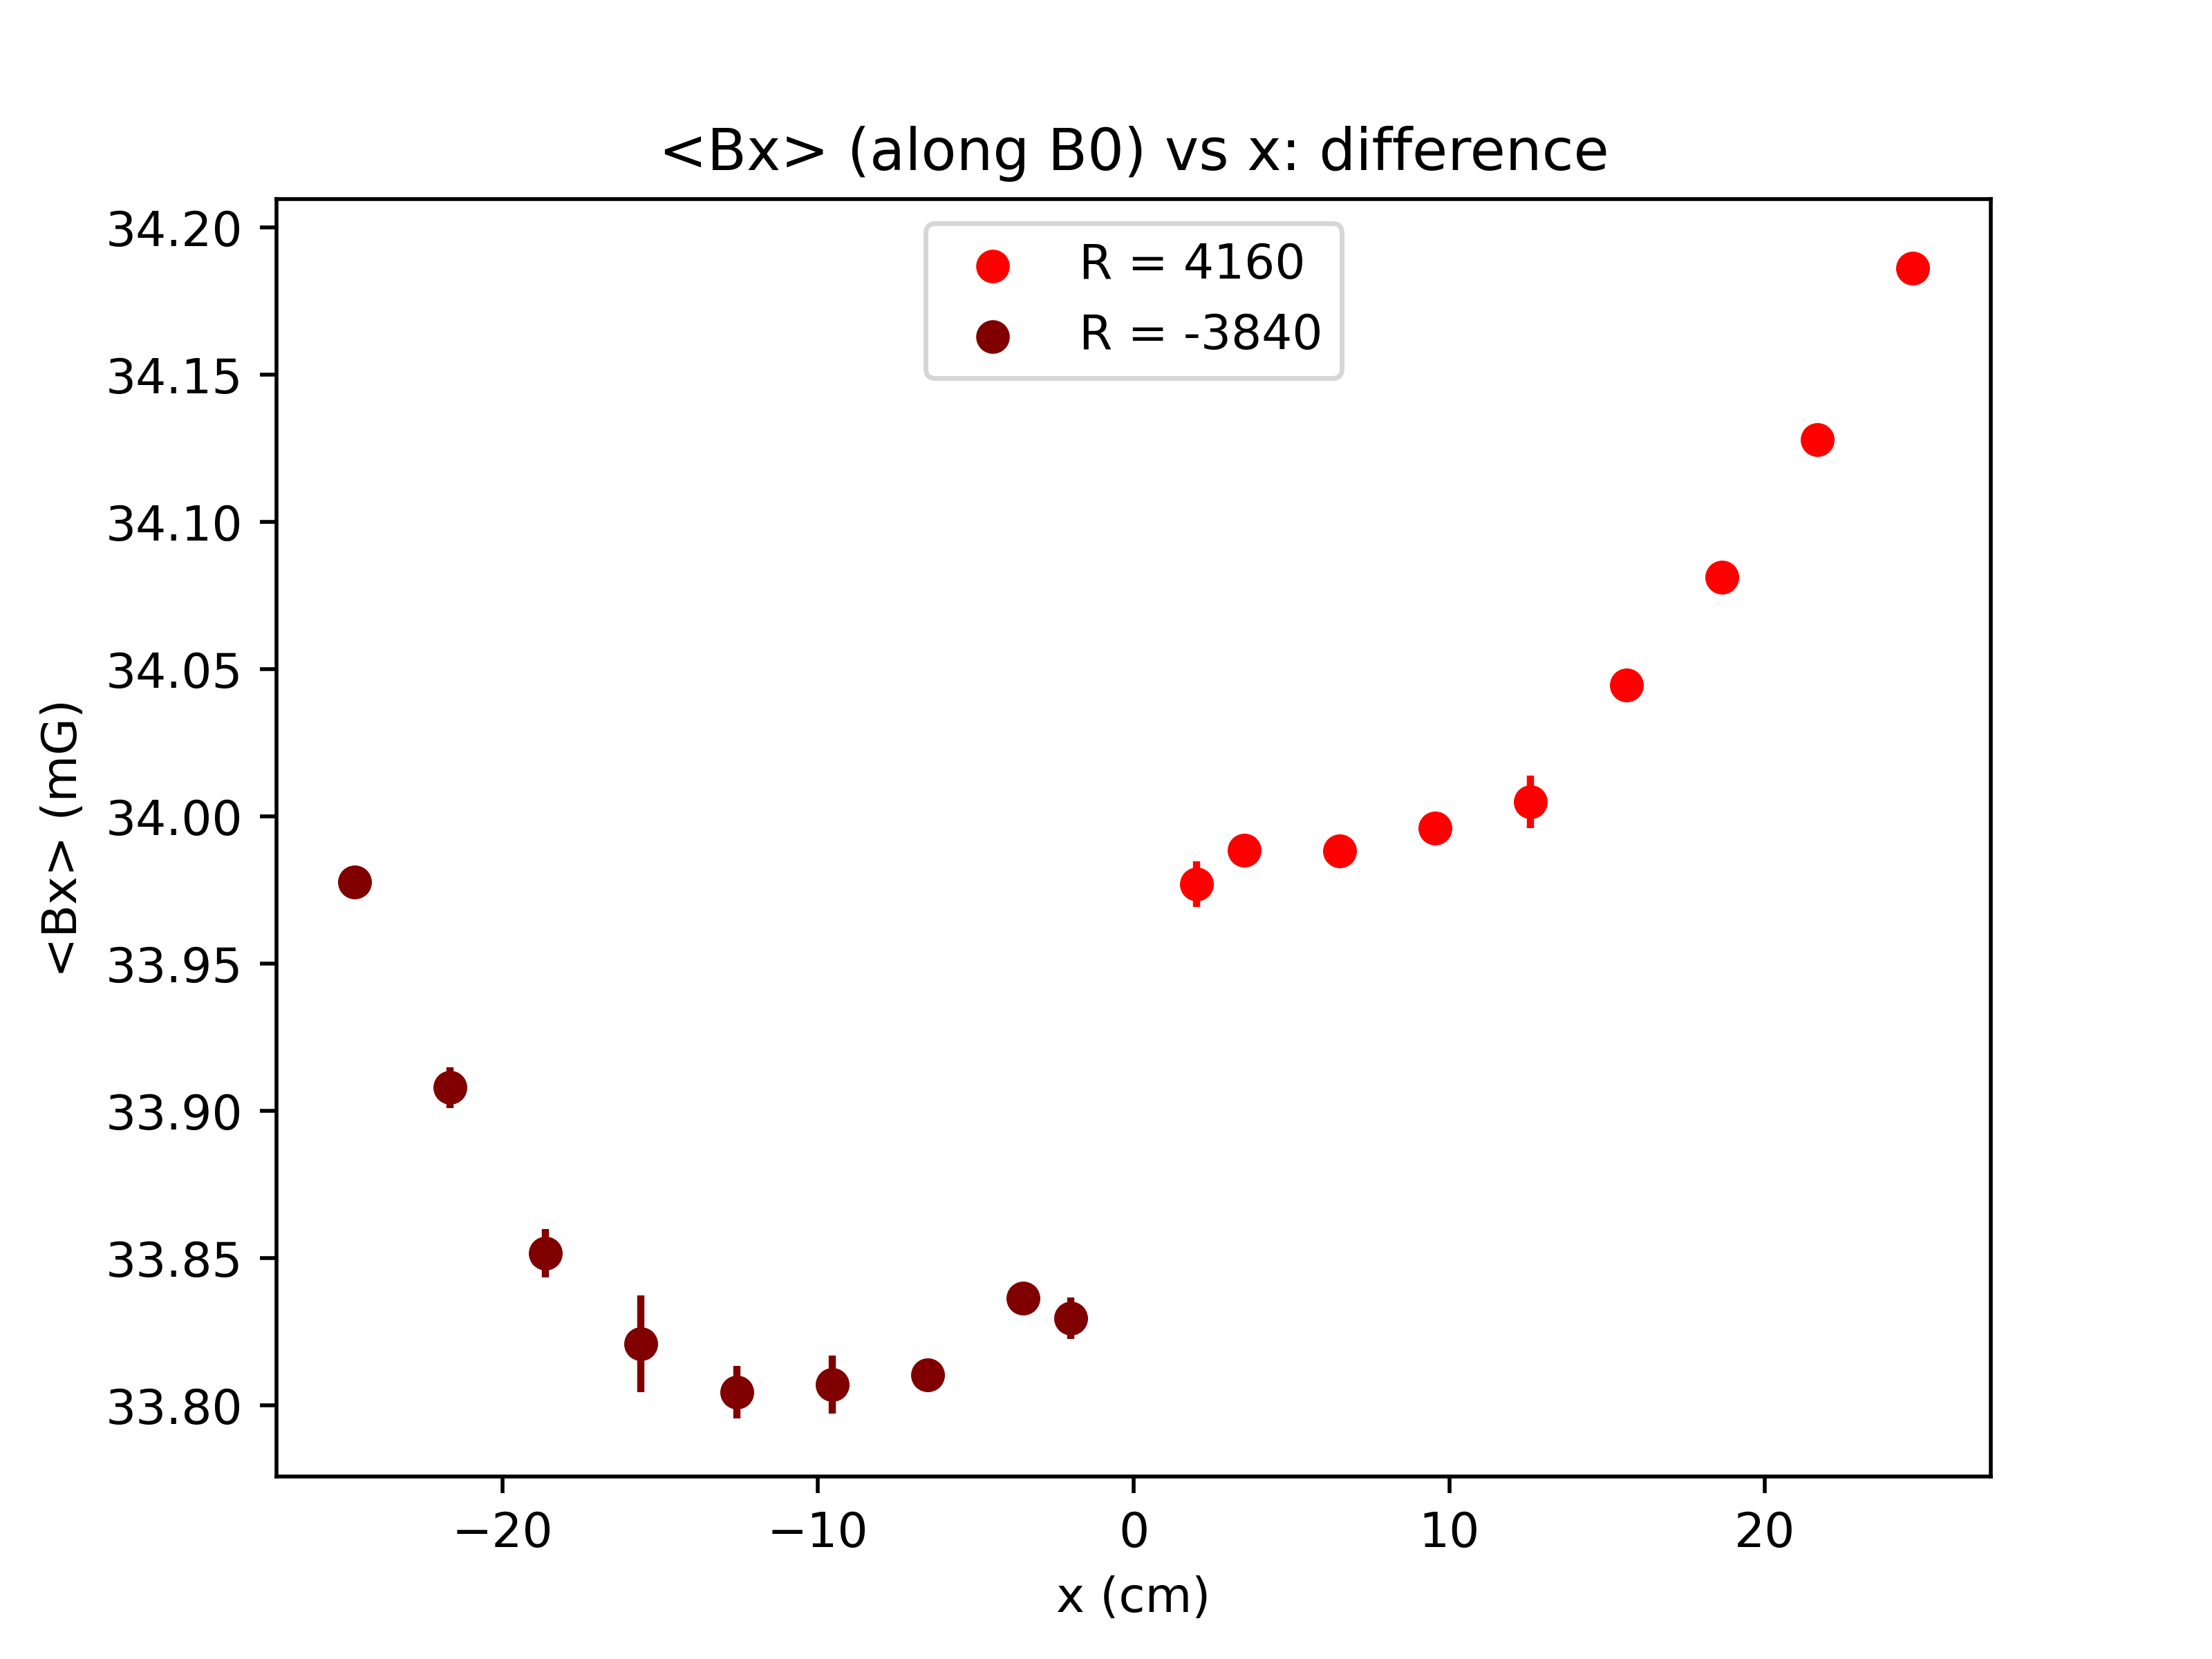 <Bx> (along B0) vs x: difference
R = 4160
R = -3840
34.20
34.15
34.10
34.05
34.00
33.95
33.90
33.85
33.80
<Bx> (mG)
−20
−10
0
10
20
x (cm)